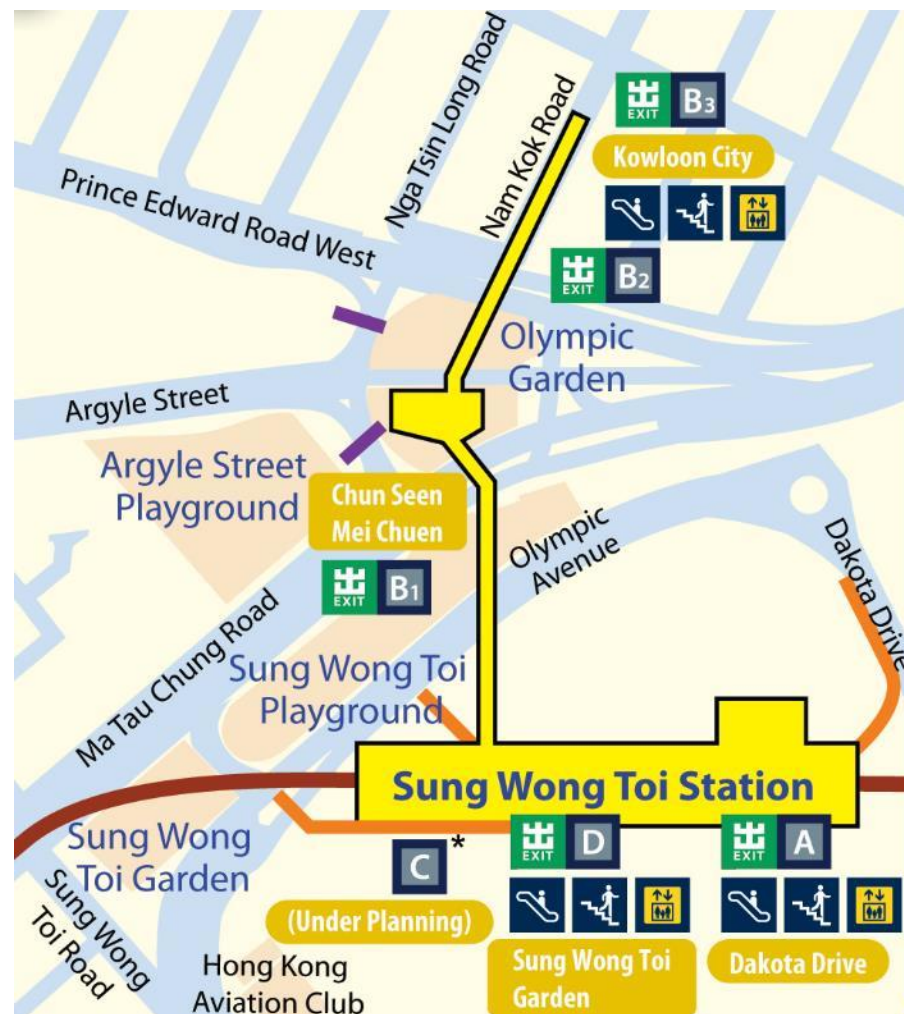 Nga Tsin Long Road
Nam Kok Road
EXIT B3
Kowloon City
Prince Edward Road West
EXIT B2
Olympic
Garden
Argyle Street
Argyle Street
Playground
Chun Seen
Mei Chuen
EXIT B1
Olympic
Avenue
Dakota Drive
Ma Tau Chung Road
Sung Wong Toi
Playground
Sung Wong Toi Station
Sung Wong
Toi Garden
C*
(Under Planning)
EXIT D
Sung Wong Toi
Garden
EXIT A
Dakota Drive
Sung Wong
Toi Road
Hong Kong
Aviation Club